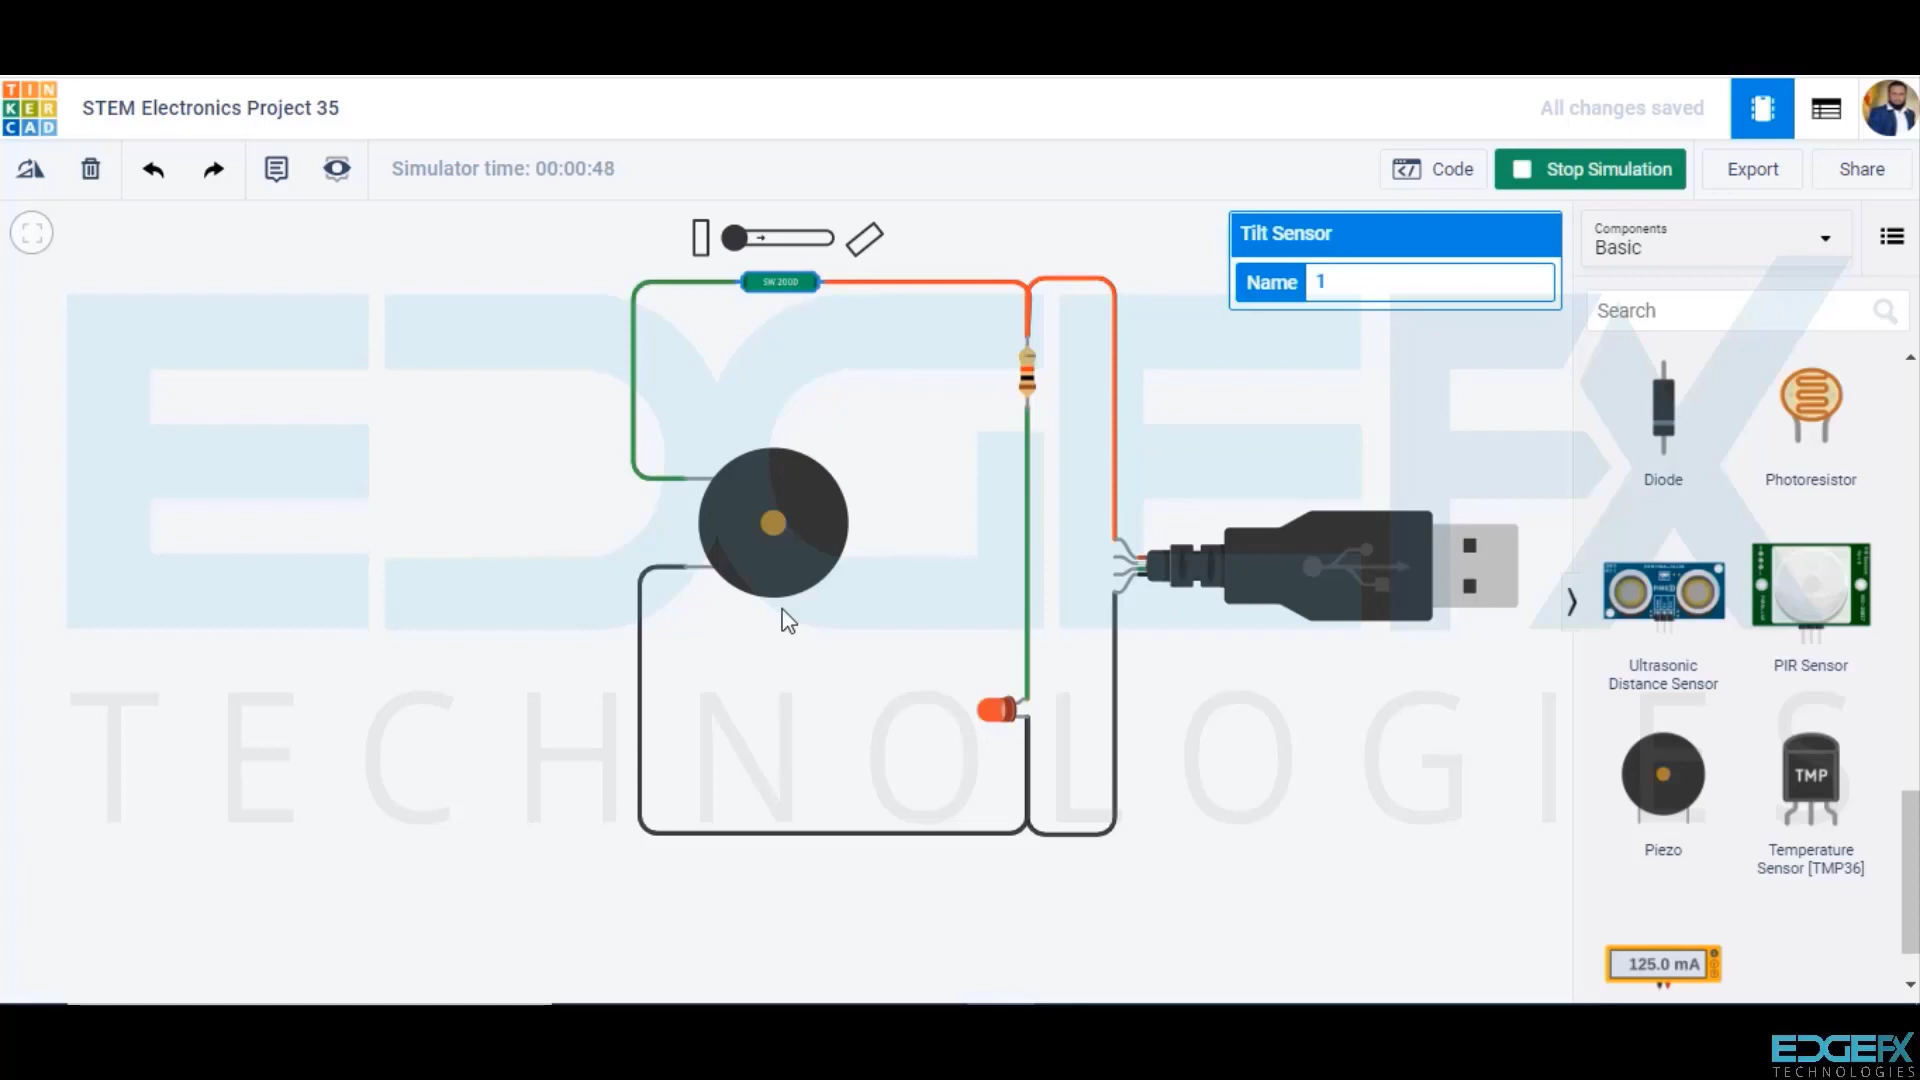 TIN
KER
CAD
STEM Electronics Project 35
All changes saved
Simulator time: 00:00:48
Code
Stop Simulation
Export
Share
Tilt Sensor
Name 1
Components
Basic
Search
SW 200D
EDGEFX
TECHNOLOGIES
Diode
Photoresistor
Ultrasonic
Distance Sensor
PIR Sensor
TMP
Piezo
Temperature
Sensor [TMP36]
125.0 mA
EDGEFX
TECHNOLOGIES